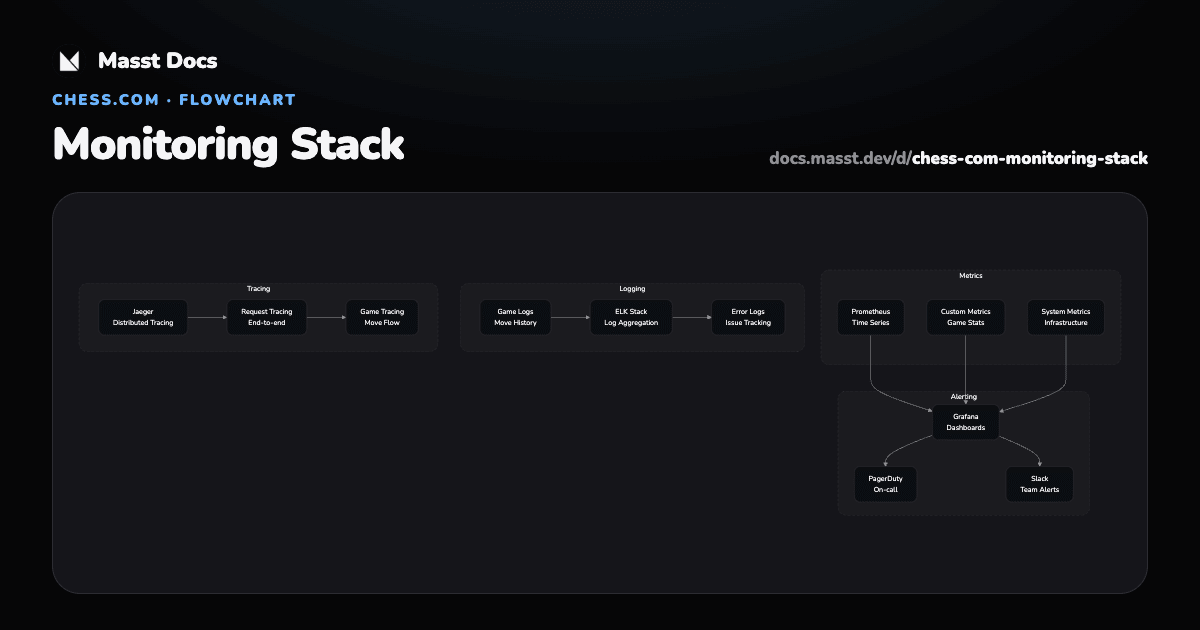 Masst Docs
CHESS.COM · FLOWCHART
Monitoring Stack
docs.masst.dev/d/chess-com-monitoring-stack
Tracing
Jaeger
Distributed Tracing
Request Tracing
End-to-end
Game Tracing
Move Flow
Logging
Game Logs
Move History
ELK Stack
Log Aggregation
Error Logs
Issue Tracking
Metrics
Prometheus
Time Series
Custom Metrics
Game Stats
System Metrics
Infrastructure
Alerting
Grafana
Dashboards
PagerDuty
On-call
Slack
Team Alerts